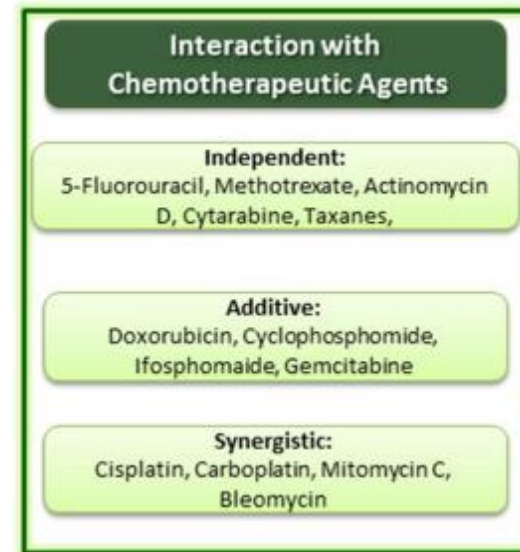 Interaction with
Chemotherapeutic Agents
Independent:
5-Fluorouracil, Methotrexate, Actinomycin
D, Cytarabine, Taxanes,
Additive:
Doxorubicin, Cyclophosphomide,
Ifosphomaide, Gemcitabine
Synergistic:
Cisplatin, Carboplatin, Mitomycin C,
Bleomycin